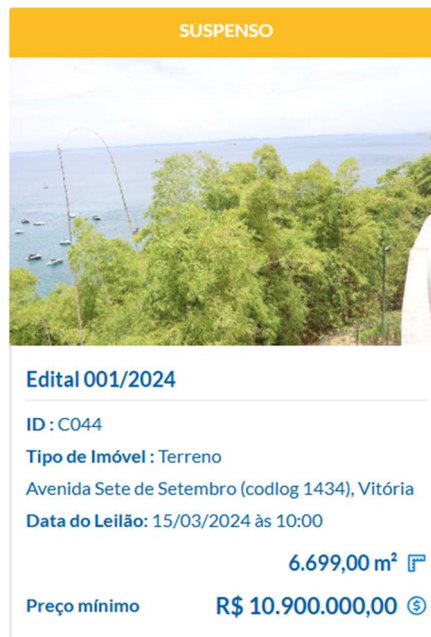 SUSPENSO
Edital 001/2024
ID : C044
Tipo de Imóvel : Terreno
Avenida Sete de Setembro (codlog 1434), Vitória
Data do Leilão: 15/03/2024 às 10:00
6.699,00 m²
Preço mínimo R$ 10.900.000,00